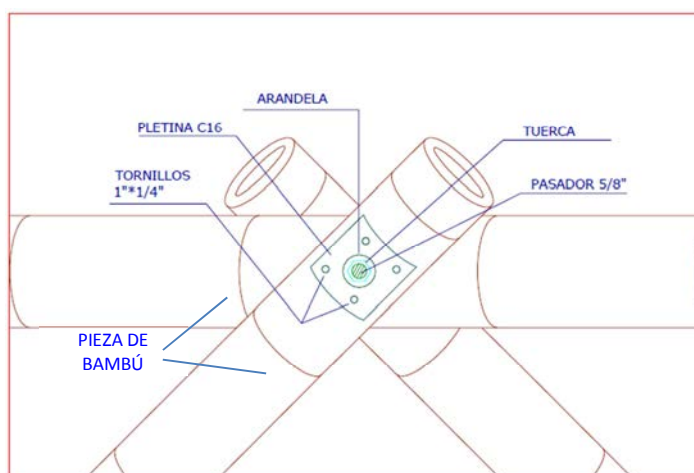 ARANDELA
PLETINA C16
TUERCA
TORNILLOS
1"*1/4"
PASADOR 5/8"
PIEZA DE
BAMBÚ